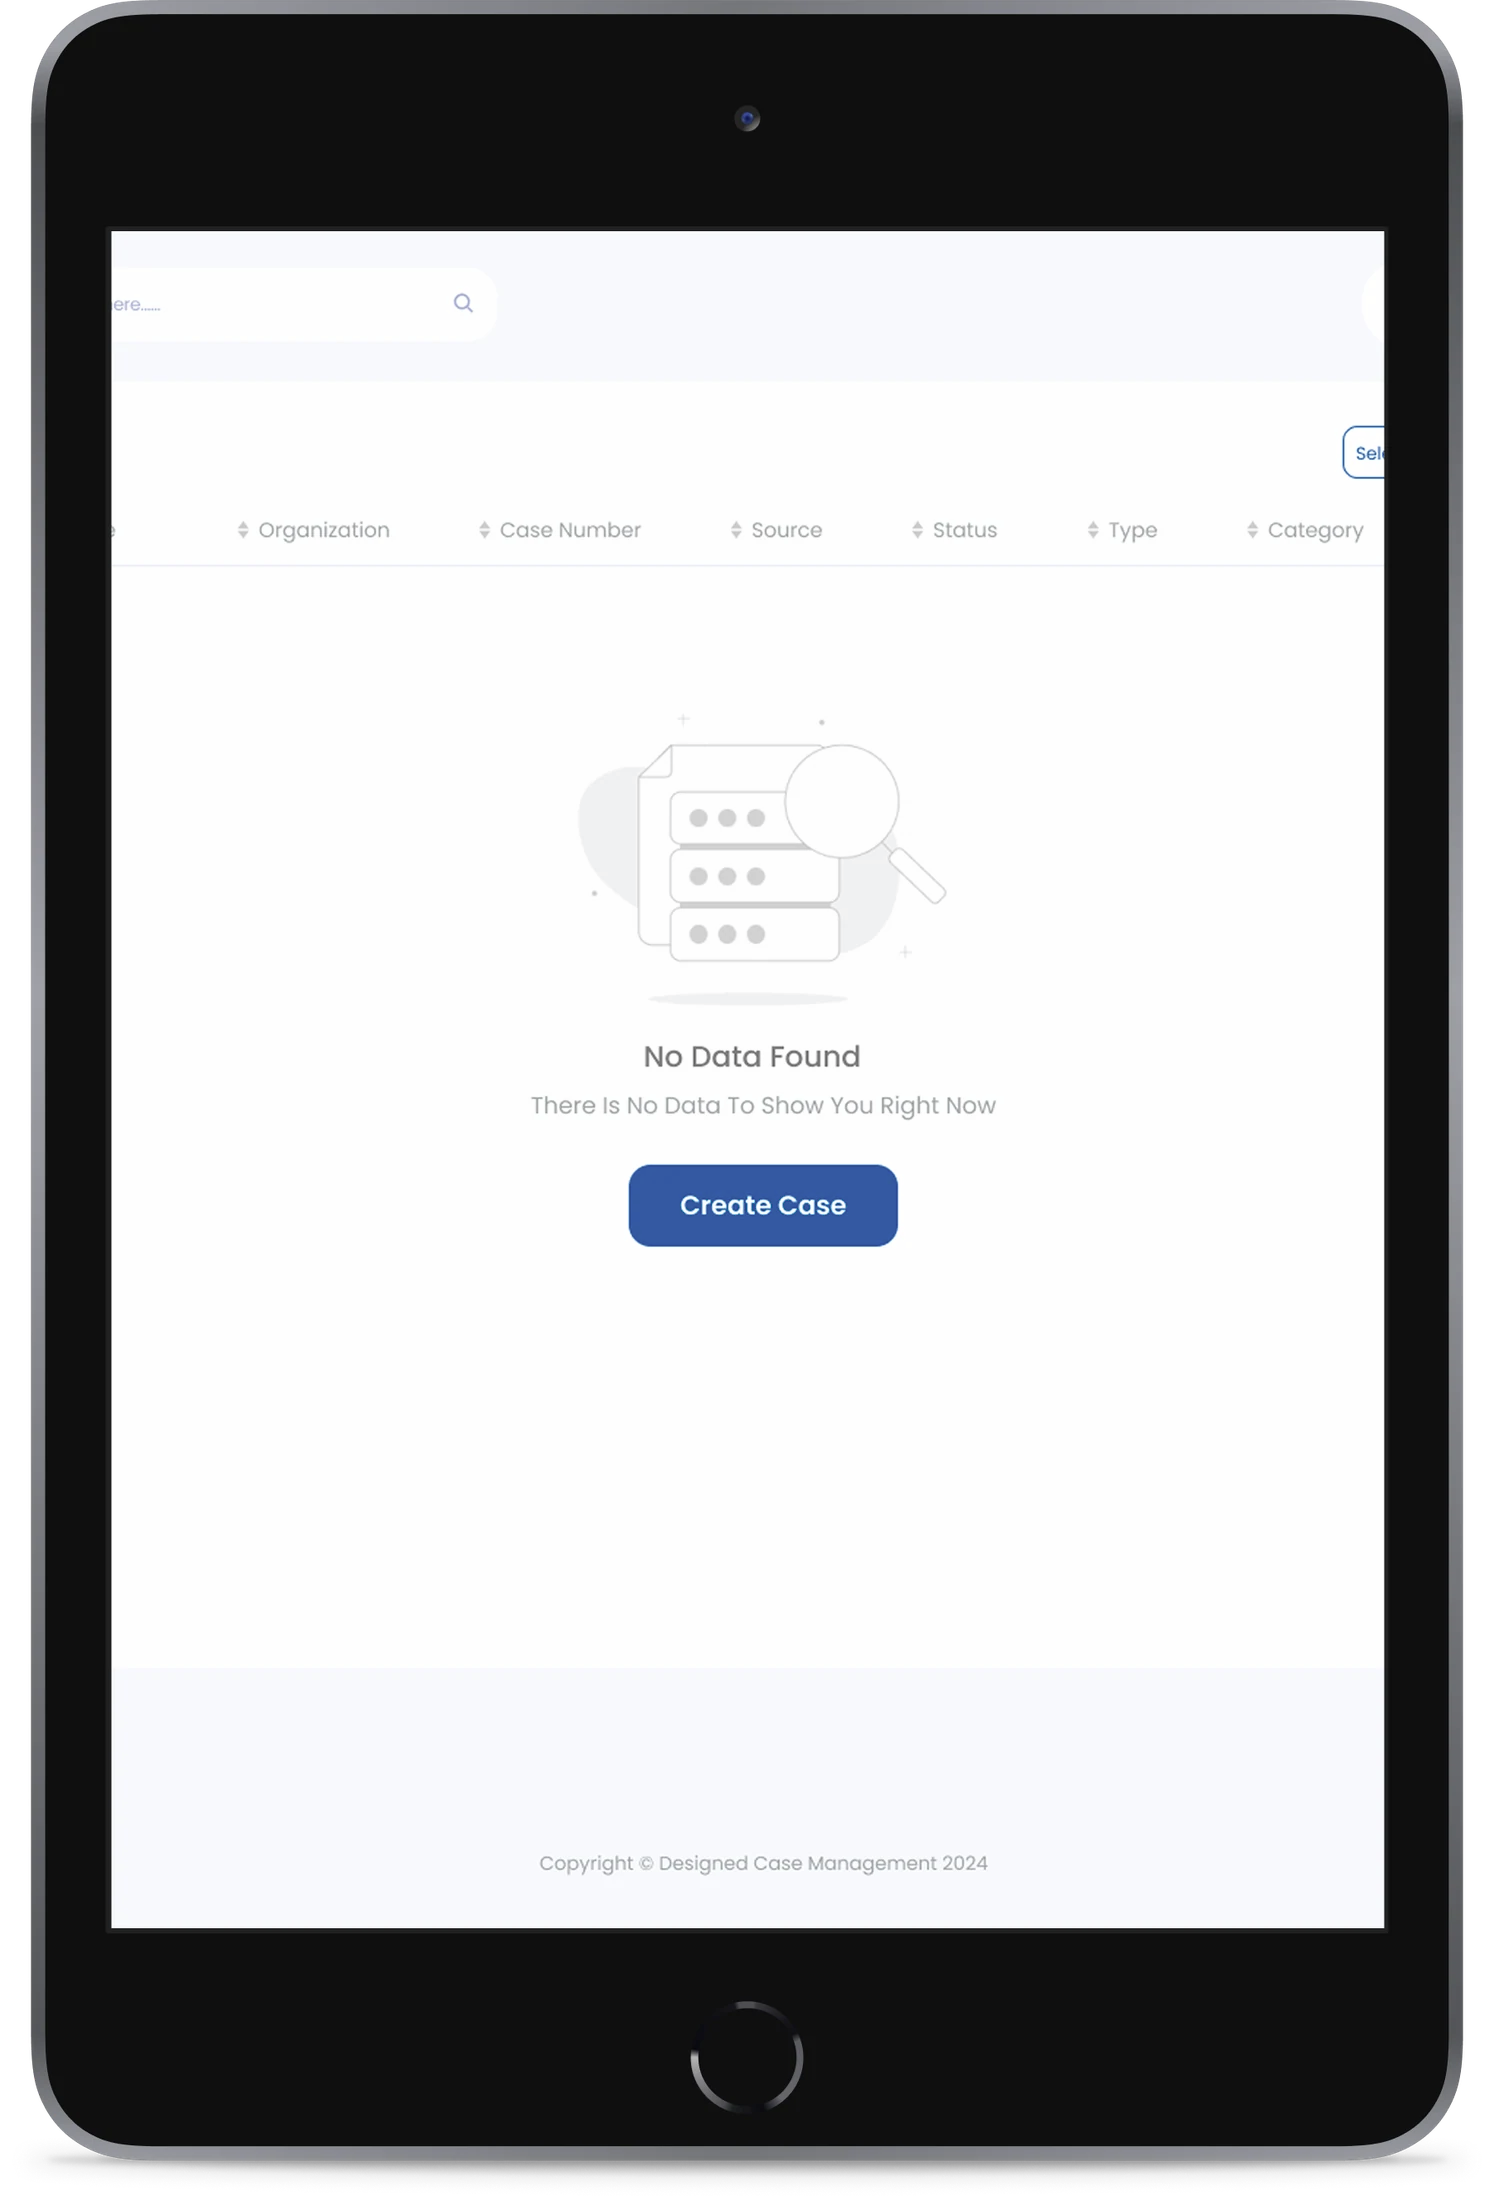 ere......
Sele
Organization Case Number Source Status Type Category
No Data Found
There Is No Data To Show You Right Now
Create Case
Copyright © Designed Case Management 2024